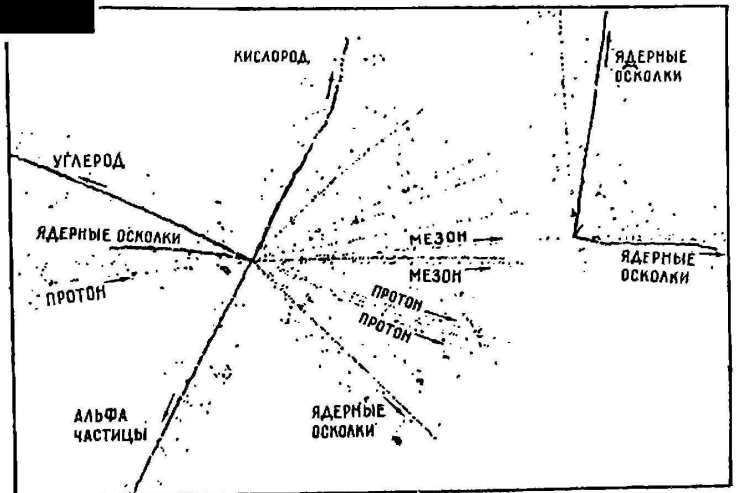 КИСЛОРОД
ЯДЕРНЫЕ
ОСКОЛКИ
УГЛЕРОД
ЯДЕРНЫЕ ОСКОЛКИ
МЕЗОН
МЕЗОН
ЯДЕРНЫЕ
ОСКОЛКИ
ПРОТОН
ПРОТОН
ПРОТОН
АЛЬФА
ЧАСТИЦЫ
ЯДЕРНЫЕ
ОСКОЛКИ